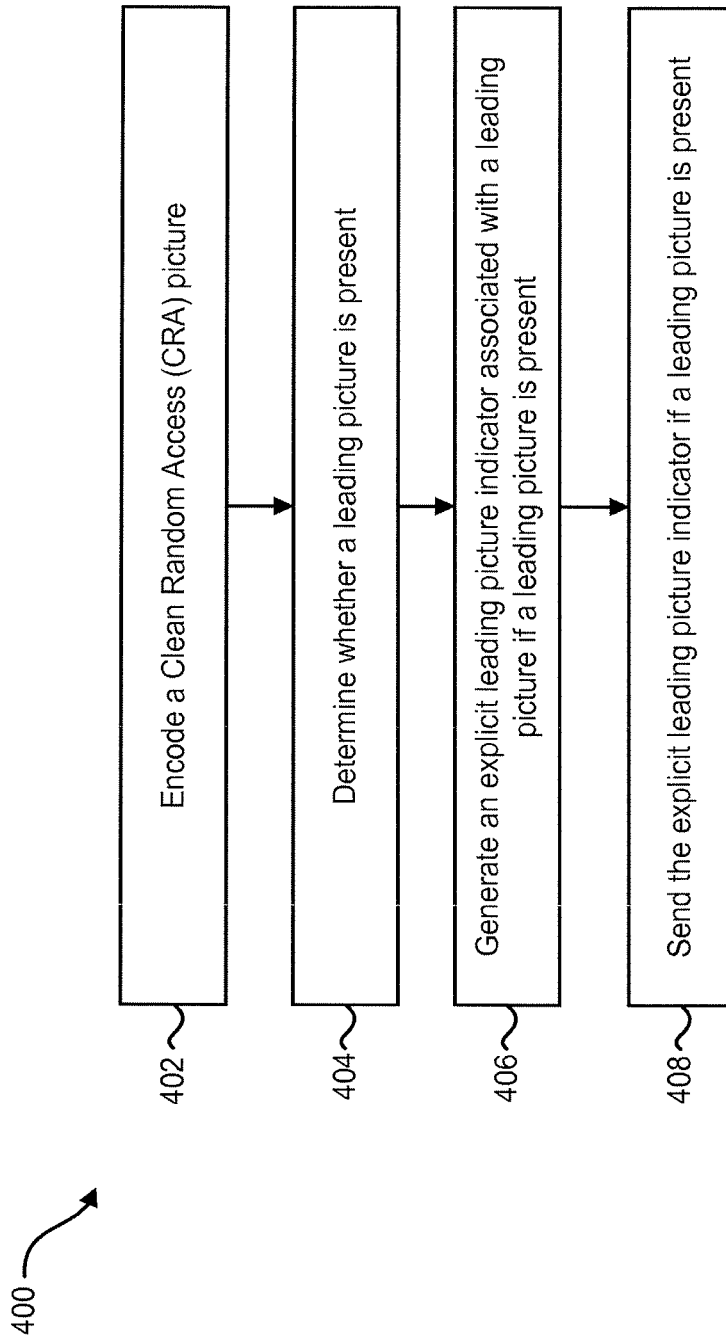 400
402
Encode a Clean Random Access (CRA) picture
404
Determine whether a leading picture is present
406
Generate an explicit leading picture indicator associated with a leading
picture if a leading picture is present
408
Send the explicit leading picture indicator if a leading picture is present